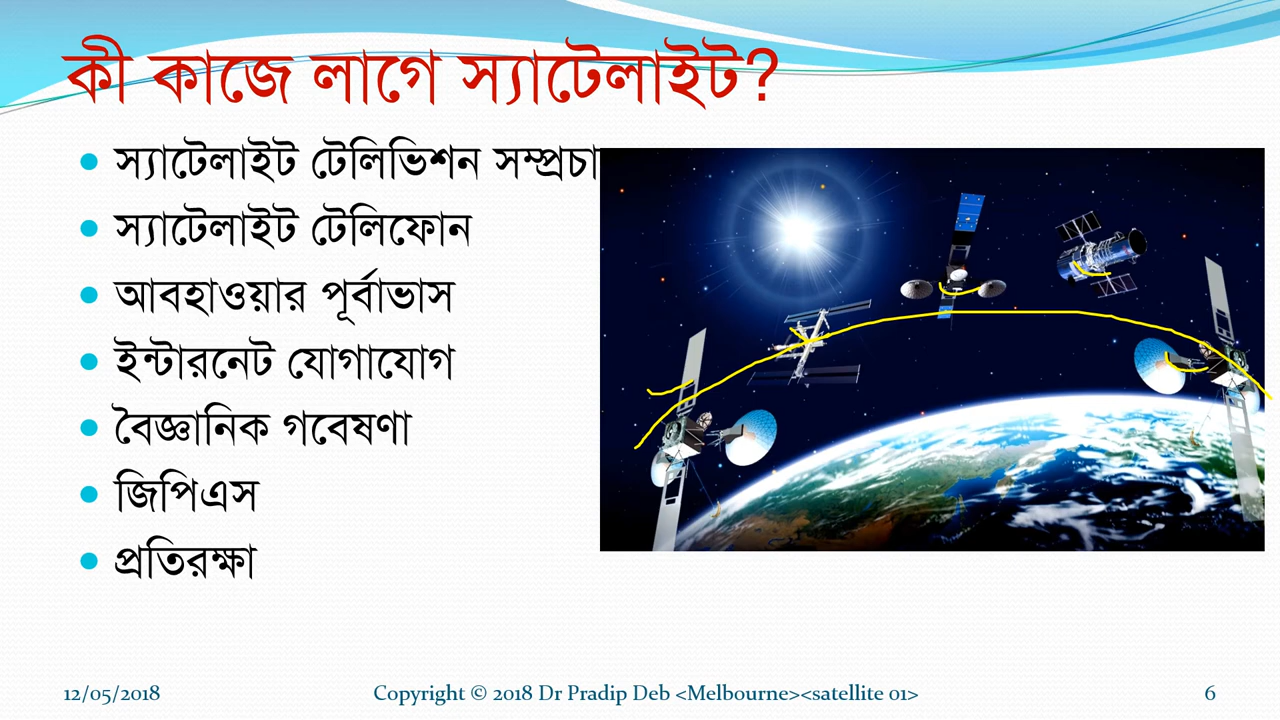 কী কাজে লাগে স্যাটেলাইট?
স্যাটেলাইট টেলিভিশন সম্প্রচা
স্যাটেলাইট টেলিফোন
আবহাওয়ার পূর্বাভাস
ইন্টারনেট যোগাযোগ
বৈজ্ঞানিক গবেষণা
জিপিএস
প্রতিরক্ষা
12/05/2018 Copyright © 2018 Dr Pradip Deb <Melbourne><satellite 01> 6